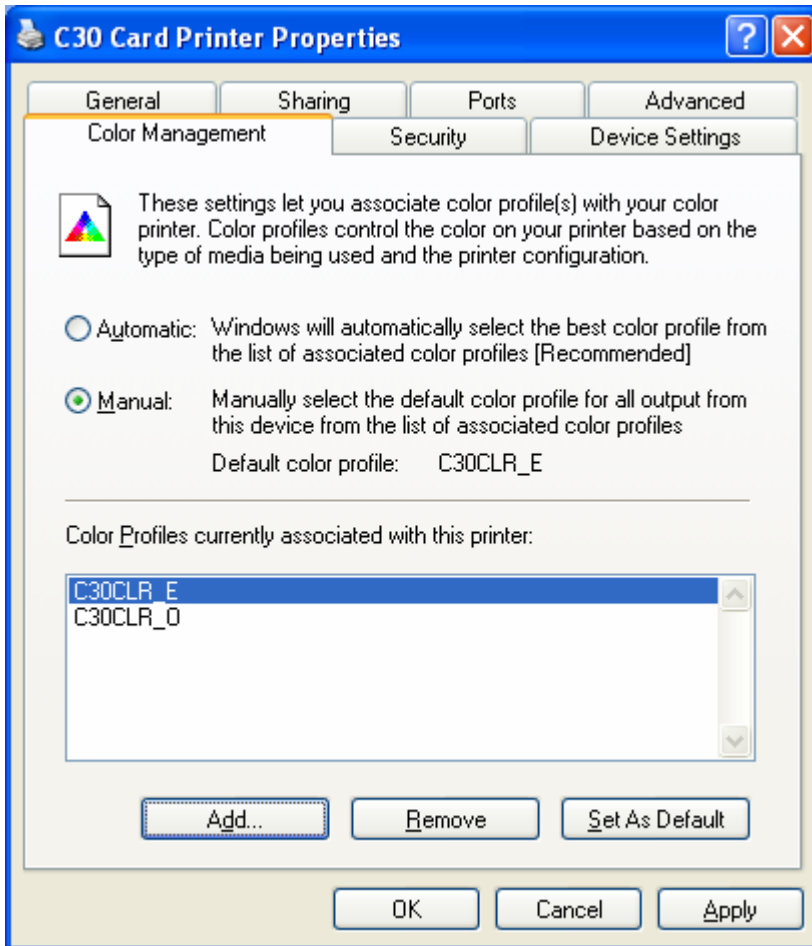 C30 Card Printer Properties
General Sharing Ports Advanced
Color Management Security Device Settings
These settings let you associate color profile(s) with your color
printer. Color profiles control the color on your printer based on the
type of media being used and the printer configuration.
Automatic: Windows will automatically select the best color profile from
the list of associated color profiles [Recommended]
Manual: Manually select the default color profile for all output from
this device from the list of associated color profiles
Default color profile: C30CLR_E
Color Profiles currently associated with this printer:
C30CLR_E
C30CLR_O
Add... Remove Set As Default
OK Cancel Apply